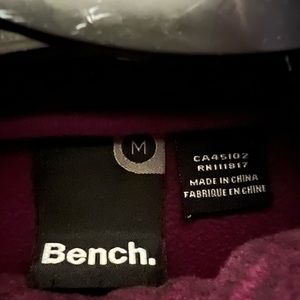 M
Bench.
CA45102
RN111817
MADE IN CHINA
FABRIQUE EN CHINE